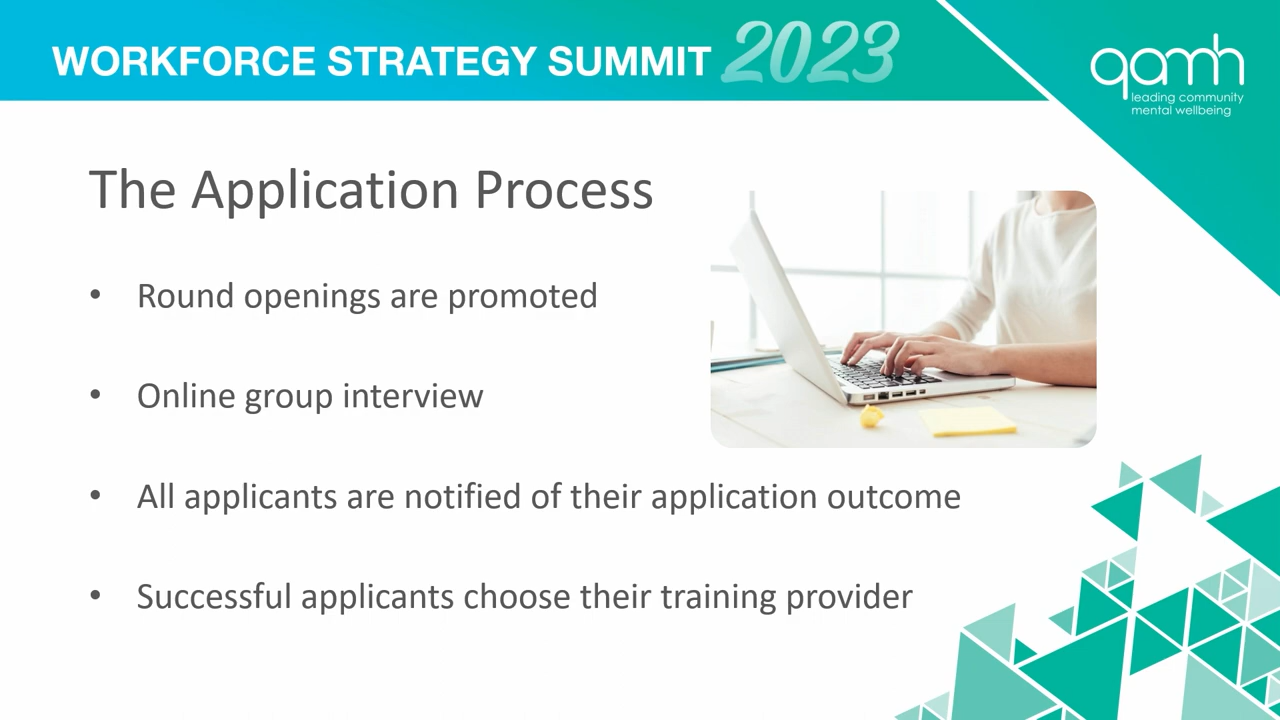 WORKFORCE STRATEGY SUMMIT 2023
qamh
leading community
mental wellbeing
The Application Process
• Round openings are promoted
• Online group interview
• All applicants are notified of their application outcome
• Successful applicants choose their training provider